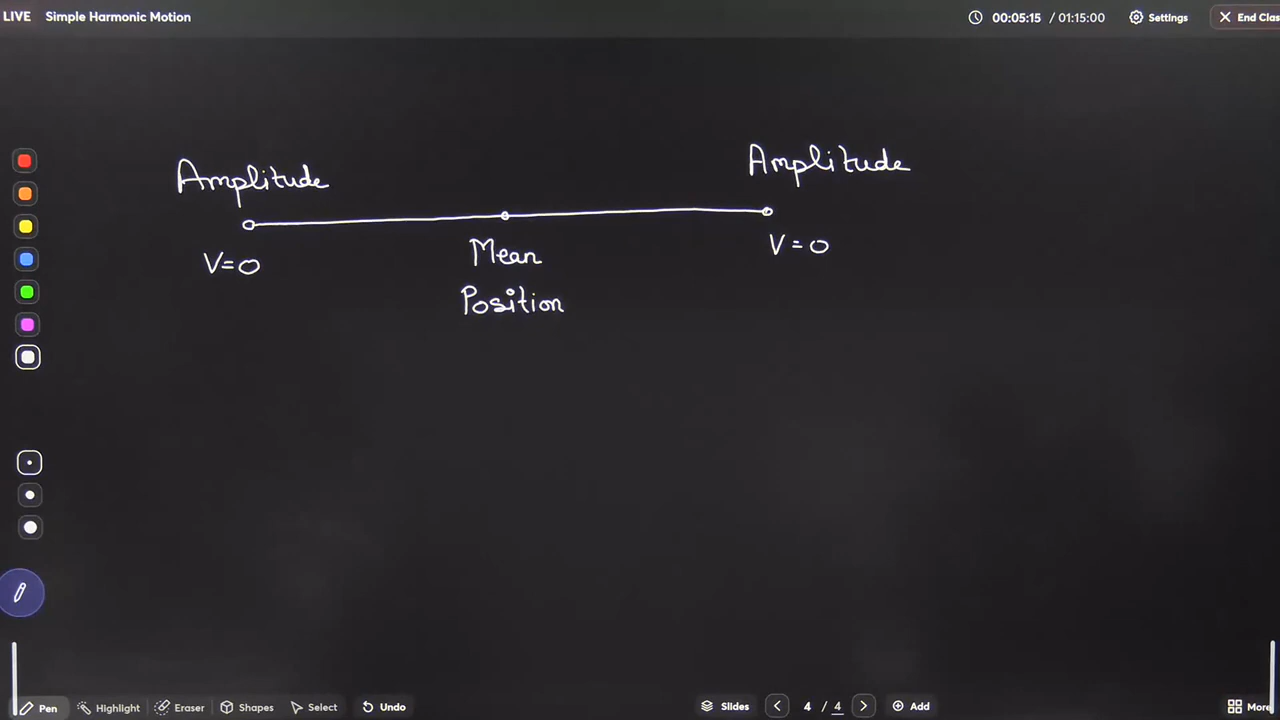 LIVE Simple Harmonic Motion 00:05:15 / 01:15:00 Settings End Clas
Amplitude Amplitude
V=0 Mean V=0
Position
Pen Highlight Eraser Shapes Select Undo Slides 4 / 4 Add More